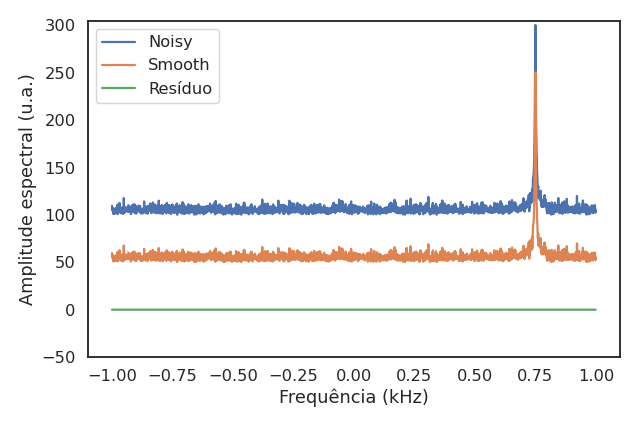 Noisy
Smooth
Resíduo
Amplitude espectral (u.a.)
300
250
200
150
100
50
0
−50
−1.00 −0.75 −0.50 −0.25 0.00 0.25 0.50 0.75 1.00
Frequência (kHz)